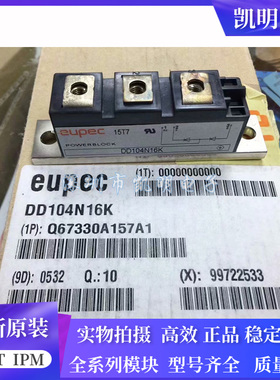 凯明
eupec
15T7
POWERBLOCK
DD104N16K
(1T) 00000000000
eupec
DD104N16K
(1P): Q67330A157A1
(9D): 0532
Q.: 10
(X): 99722533
新原装
实物拍摄 高效 正品 稳定
T IPM
全系列模块 型号齐全